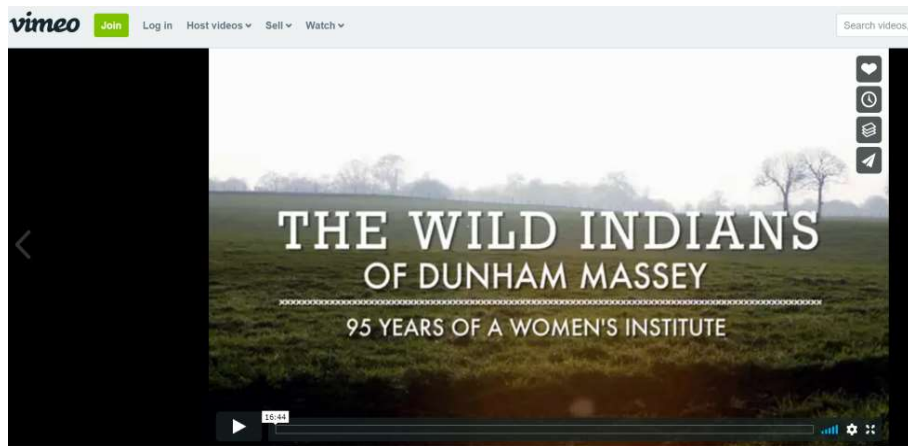 vimeo Join Log in Host videos Sell Watch Search videos,
THE WILD INDIANS
OF DUNHAM MASSEY
95 YEARS OF A WOMEN'S INSTITUTE
16:44